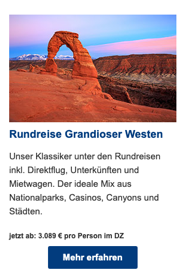 Rundreise Grandioser Westen
Unser Klassiker unter den Rundreisen
inkl. Direktflug, Unterkünften und
Mietwagen. Der ideale Mix aus
Nationalparks, Casinos, Canyons und
Städten.
jetzt ab: 3.089 € pro Person im DZ
Mehr erfahren